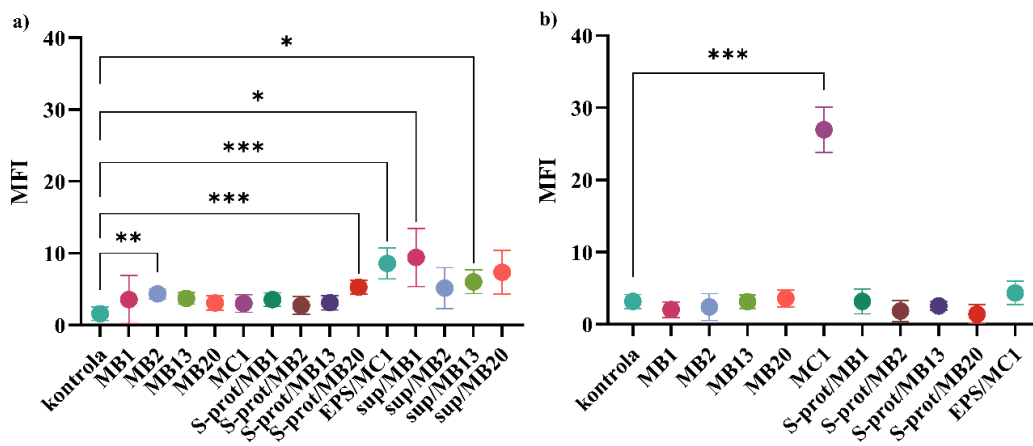 a)
40
30
20
10
0
MFI
*
*
***
***
**
kontrola
MB1
MB2
MB13
MB20
MC1
S-prot/MB1
S-prot/MB2
S-prot/MB13
S-prot/MB20
EPS/MC1
sup/MB1
sup/MB2
sup/MB13
sup/MB20
b)
40
30
20
10
0
MFI
***
kontrola
MB1
MB2
MB13
MB20
MC1
S-prot/MB1
S-prot/MB2
S-prot/MB13
S-prot/MB20
EPS/MC1